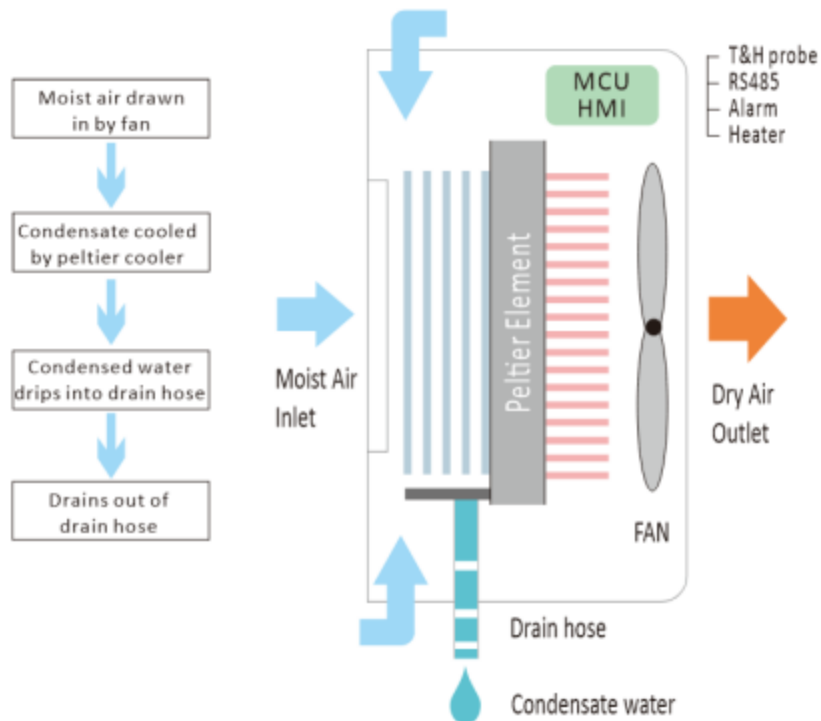 Moist air drawn
in by fan
Condensate cooled
by peltier cooler
Condensed water
drips into drain hose
Drains out of
drain hose
MCU
HMI
T&H probe
RS485
Alarm
Heater
Peltier Element
Moist Air
Inlet
Dry Air
Outlet
FAN
Drain hose
Condensate water